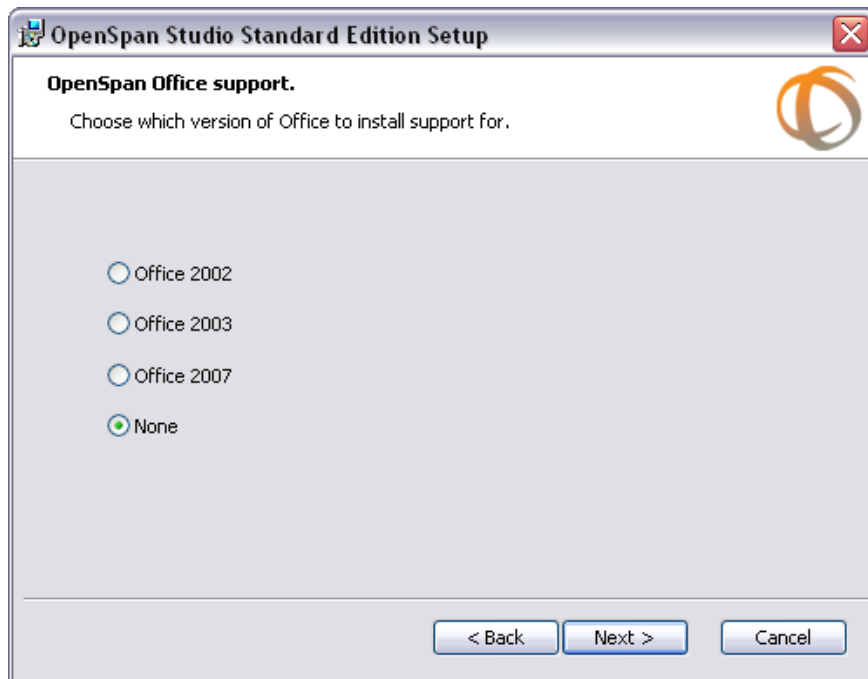 OpenSpan Studio Standard Edition Setup
OpenSpan Office support.
Choose which version of Office to install support for.
Office 2002
Office 2003
Office 2007
None
< Back Next > Cancel